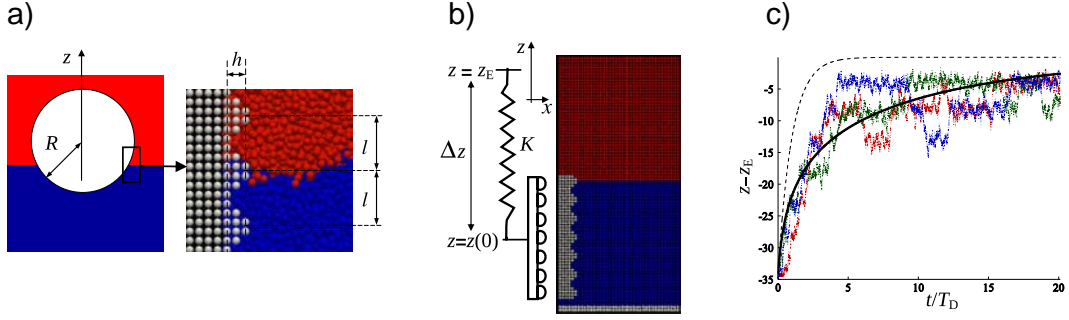 a)
z
R
h
l
l
b)
z
x
z = z_E
Δz
K
z=z(0)
c)
z−z_E
-5
-10
-15
-20
-25
-30
-35
0
5
10
15
20
t/T_D